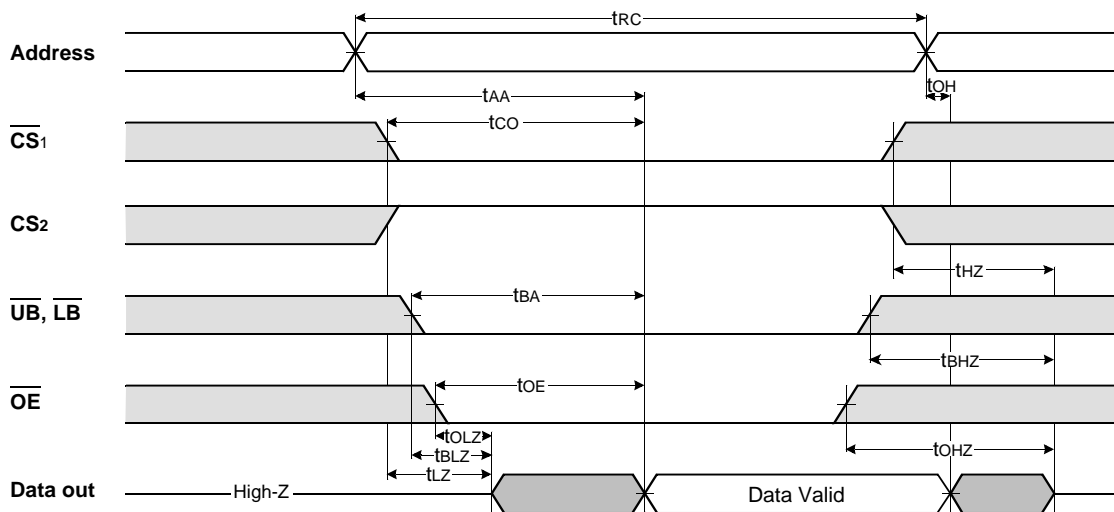 tRC
Address
tOH
tAA
tCO
CS1
CS2
tHZ
tBA
UB, LB
tBHZ
tOE
OE
tOLZ
tOHZ
tBLZ
tLZ
Data out
High-Z
Data Valid